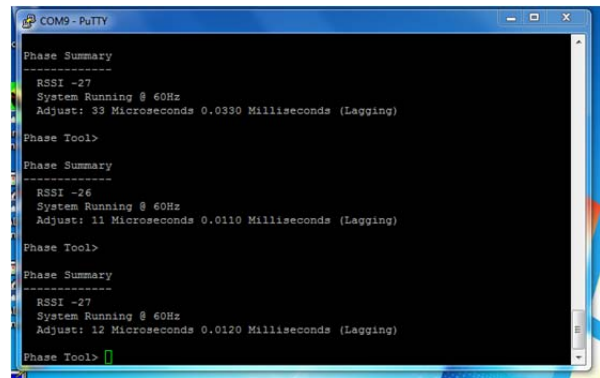 COM9 - PuTTY
Phase Summary
-------------
RSSI -27
System Running @ 60Hz
Adjust: 33 Microseconds 0.0330 Milliseconds (Lagging)
Phase Tool>
Phase Summary
-------------
RSSI -26
System Running @ 60Hz
Adjust: 11 Microseconds 0.0110 Milliseconds (Lagging)
Phase Tool>
Phase Summary
-------------
RSSI -27
System Running @ 60Hz
Adjust: 12 Microseconds 0.0120 Milliseconds (Lagging)
Phase Tool>